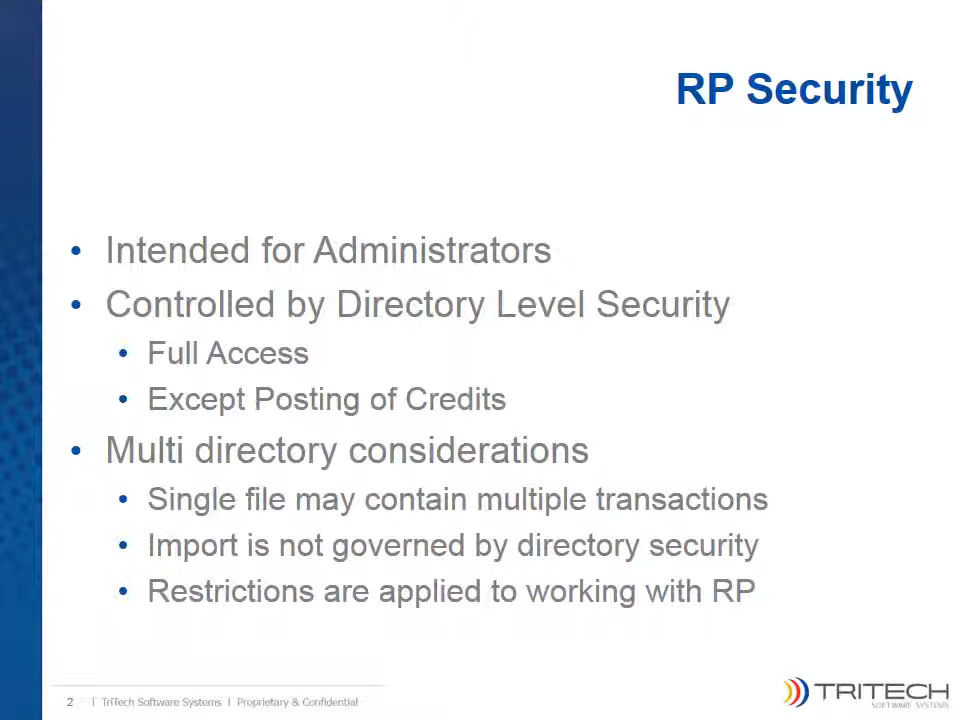 RP Security
• Intended for Administrators
• Controlled by Directory Level Security
• Full Access
• Except Posting of Credits
• Multi directory considerations
• Single file may contain multiple transactions
• Import is not governed by directory security
• Restrictions are applied to working with RP
2 | TriTech Software Systems | Proprietary & Confidential
TRITECH
SOFTWARE SYSTEMS